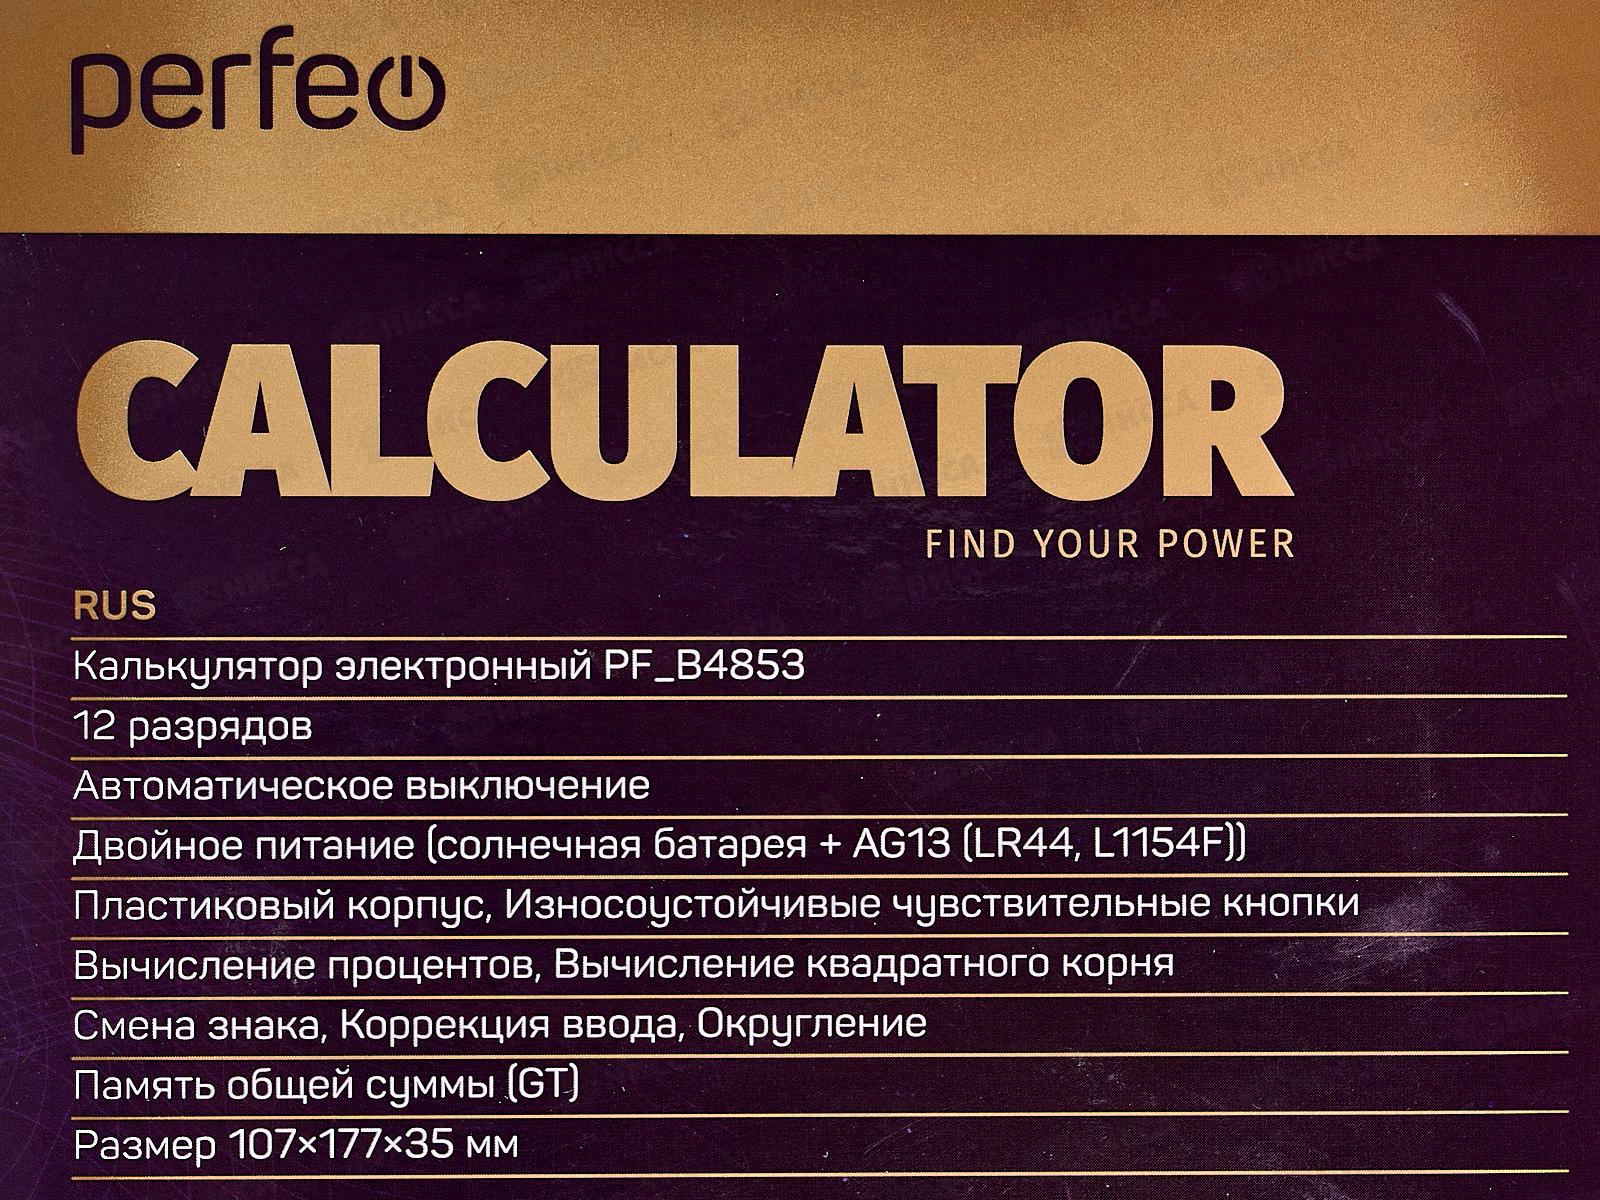 perfeo
CALCULATOR
FIND YOUR POWER
RUS
Калькулятор электронный PF_B4853
12 разрядов
Автоматическое выключение
Двойное питание (солнечная батарея + AG13 (LR44, L1154F))
Пластиковый корпус, Износоустойчивые чувствительные кнопки
Вычисление процентов, Вычисление квадратного корня
Смена знака, Коррекция ввода, Округление
Память общей суммы (GT)
Размер 107×177×35 мм